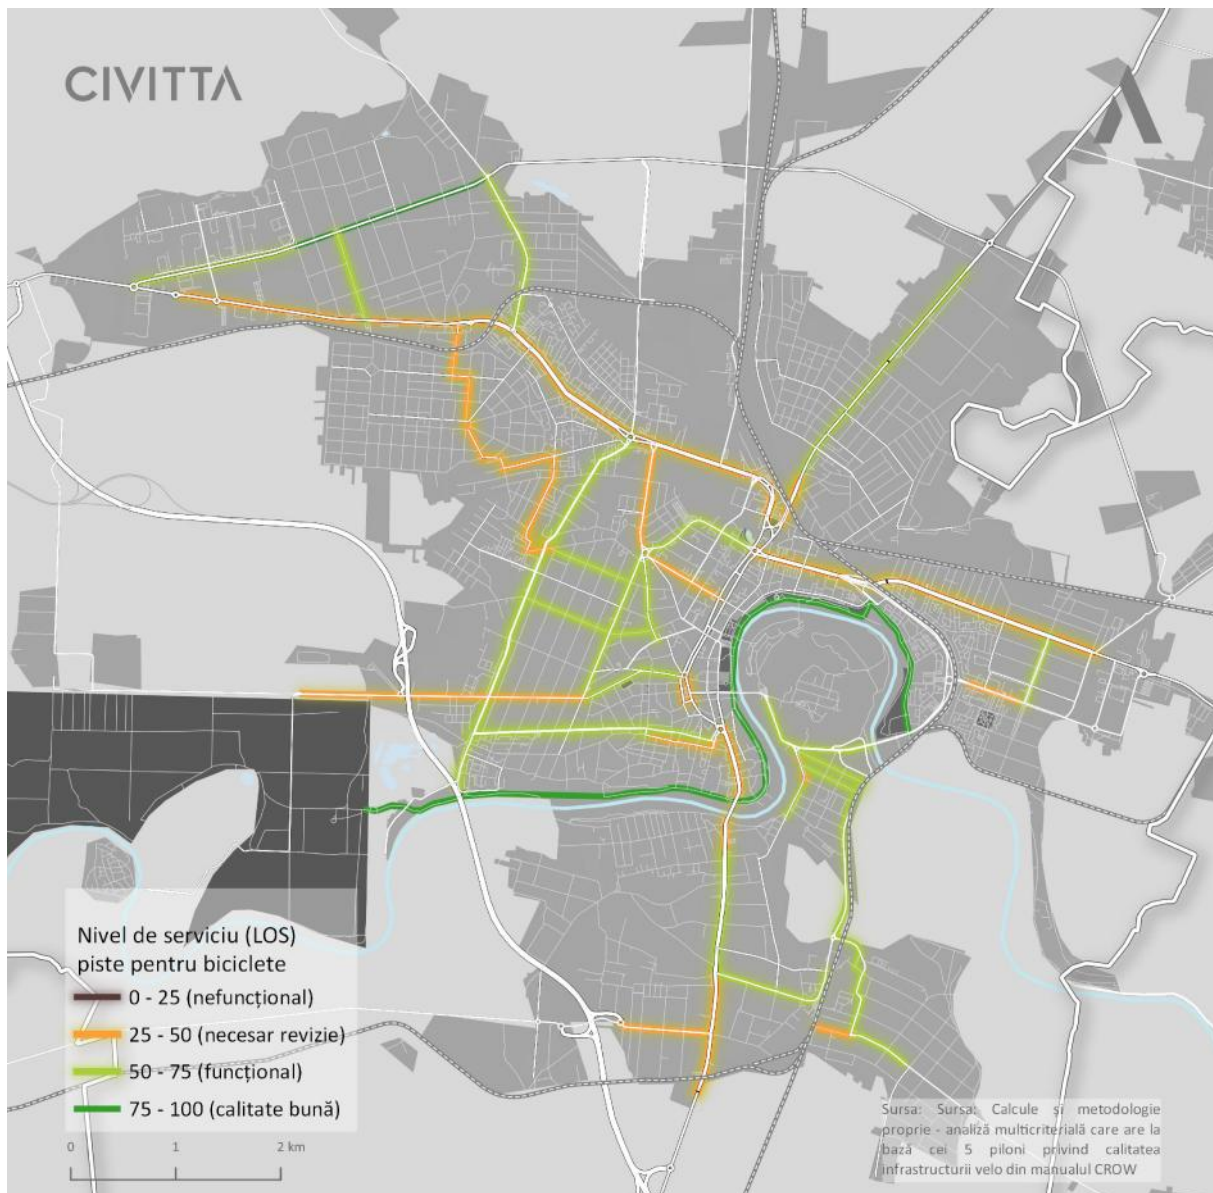 CIVITTA
Nivel de serviciu (LOS)
piste pentru biciclete
0 - 25 (nefuncțional)
25 - 50 (necesar revizie)
50 - 75 (funcțional)
75 - 100 (calitate bună)
0 1 2 km
Sursa: Sursa: Calcule și metodologie
proprie - analiză multicriterială care are la
bază cei 5 piloni privind calitatea
infrastructurii velo din manualul CROW